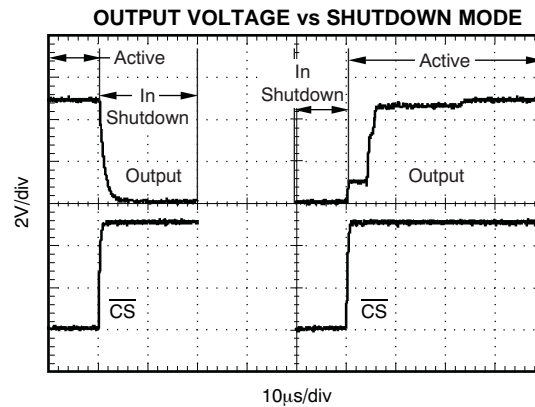 OUTPUT VOLTAGE vs SHUTDOWN MODE
Active
In
Shutdown
Output
In
Shutdown
Active
Output
2V/div
CS
CS
10μs/div